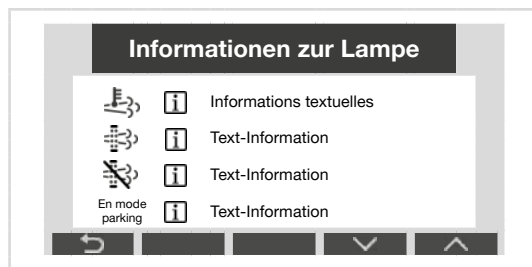 Informationen zur Lampe
i Informations textuelles
i Text-Information
i Text-Information
En mode
parking
i Text-Information